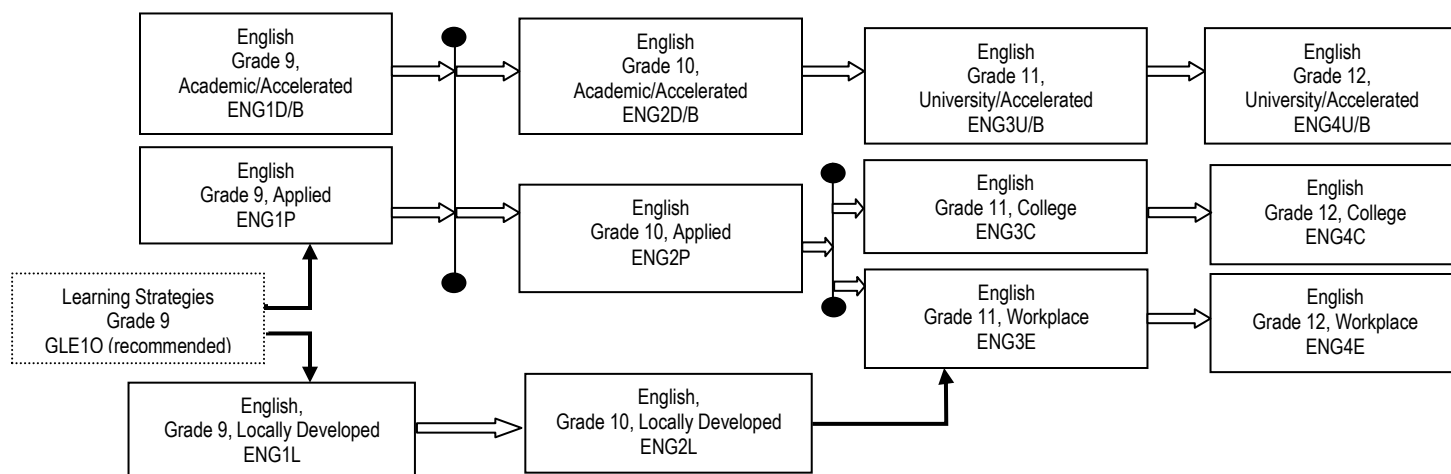 English
Grade 9,
Academic/Accelerated
ENG1D/B
English
Grade 10,
Academic/Accelerated
ENG2D/B
English
Grade 11,
University/Accelerated
ENG3U/B
English
Grade 12,
University/Accelerated
ENG4U/B
English
Grade 9, Applied
ENG1P
English
Grade 10, Applied
ENG2P
English
Grade 11, College
ENG3C
English
Grade 12, College
ENG4C
Learning Strategies
Grade 9
GLE1O (recommended)
English
Grade 11, Workplace
ENG3E
English
Grade 12, Workplace
ENG4E
English,
Grade 9, Locally Developed
ENG1L
English,
Grade 10, Locally Developed
ENG2L